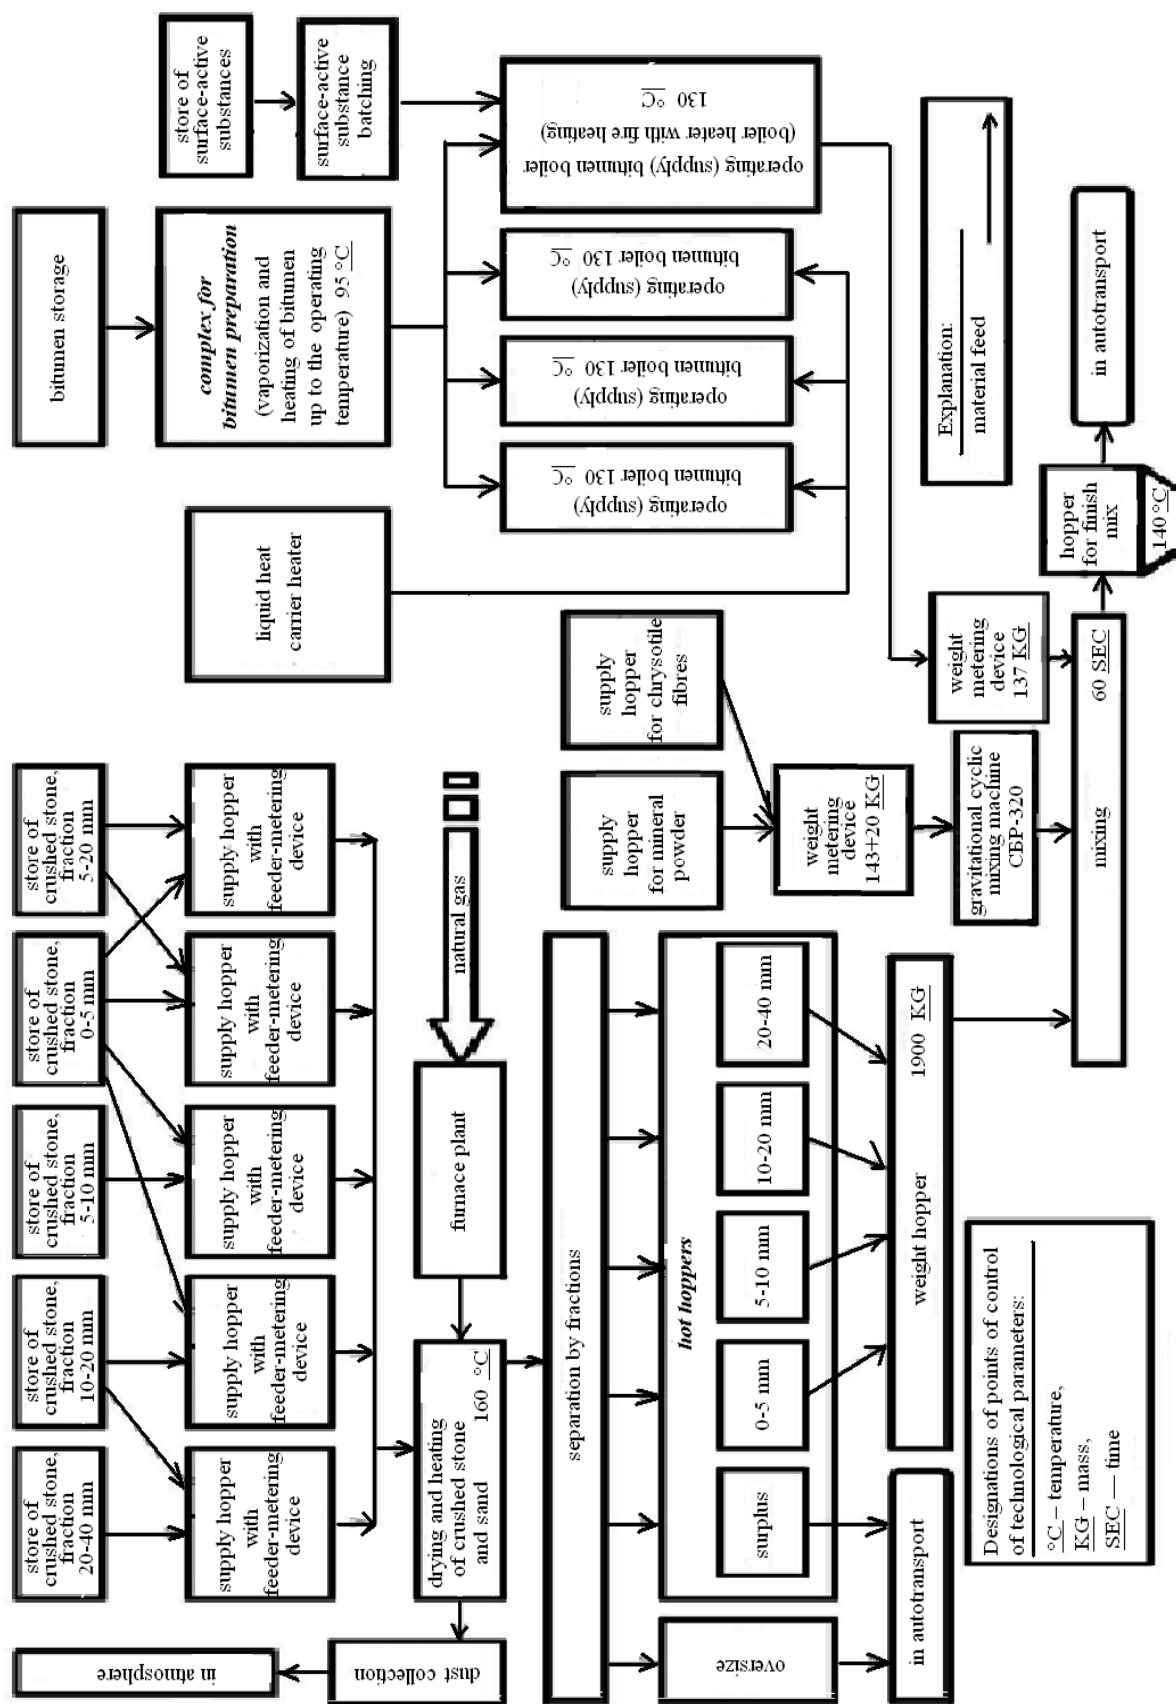 in atmosphere
dust collection
store of
crushed stone,
fraction
20-40 mm
store of
crushed stone,
fraction
10-20 mm
store of
crushed stone,
fraction
5-10 mm
store of
crushed stone,
fraction
0-5 mm
store of
crushed stone,
fraction
5-20 mm
supply hopper
with
feeder-metering
device
supply hopper
with
feeder-metering
device
supply hopper
with
feeder-metering
device
supply hopper
with
feeder-metering
device
supply hopper
with
feeder-metering
device
bitumen storage
complex for
bitumen preparation
(vaporization and
heating of bitumen
up to the operating
temperature) 95 °C
store of
surface-active
substances
surface-active
substance
batching
liquid heat
carrier heater
drying and heating
of crushed stone
and sand 160 °C
furnace plant
natural gas
operating (supply)
bitumen boiler 130 °C
operating (supply)
bitumen boiler 130 °C
operating (supply)
bitumen boiler 130 °C
operating (supply) bitumen boiler
(boiler heater with fire heating)
130 °C
separation by fractions
oversize
hot hoppers
surplus
0-5 mm
5-10 mm
10-20 mm
20-40 mm
supply
hopper
for mineral
powder
supply
hopper
for chrysotile
fibres
weight
metering
device
143+20 KG
in autotransport
weight hopper 1900 KG
gravitational cyclic
mixing machine
СБР-320
weight
metering
device
137 KG
mixing 60 SEC
hopper
for finish
mix
140 °C
in autotransport
Explanation:
material feed
Designations of points of control
of technological parameters:
°C – temperature,
KG – mass,
SEC — time